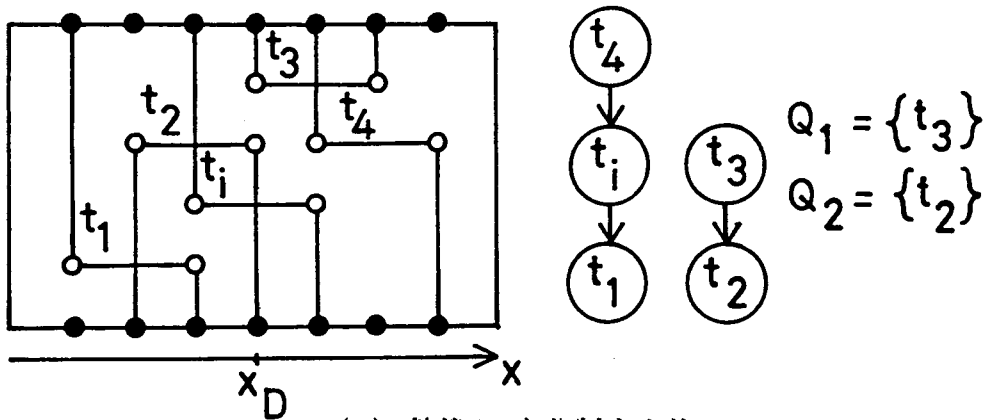 t1
t2
ti
t3
t4
x
xD
t4
ti
t1
t3
t2
Q1 = {t3}
Q2 = {t2}